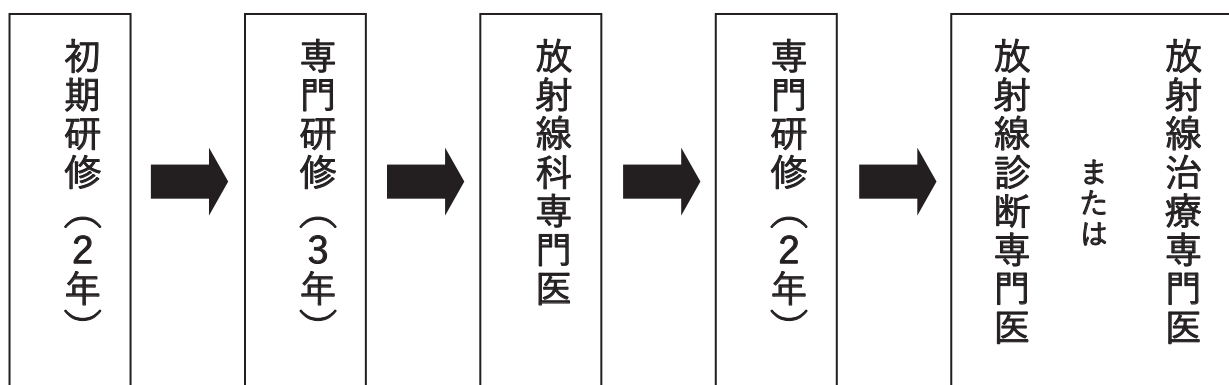 初期研修（2年）
専門研修（3年）
放射線科専門医
専門研修（2年）
放射線治療専門医
または
放射線診断専門医